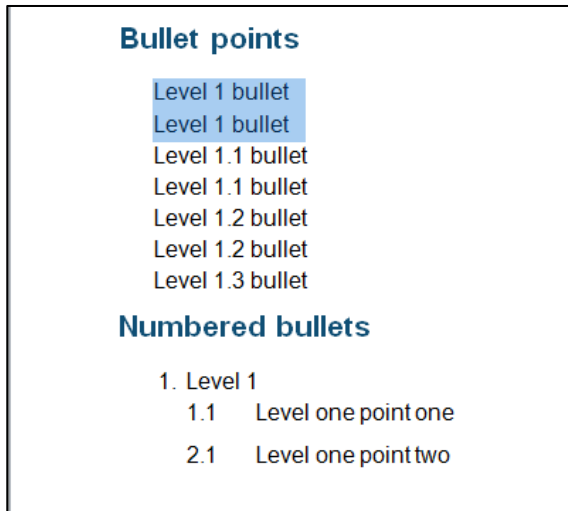 Bullet points
Level 1 bullet
Level 1 bullet
Level 1.1 bullet
Level 1.1 bullet
Level 1.2 bullet
Level 1.2 bullet
Level 1.3 bullet
Numbered bullets
1. Level 1
1.1 Level one point one
2.1 Level one point two